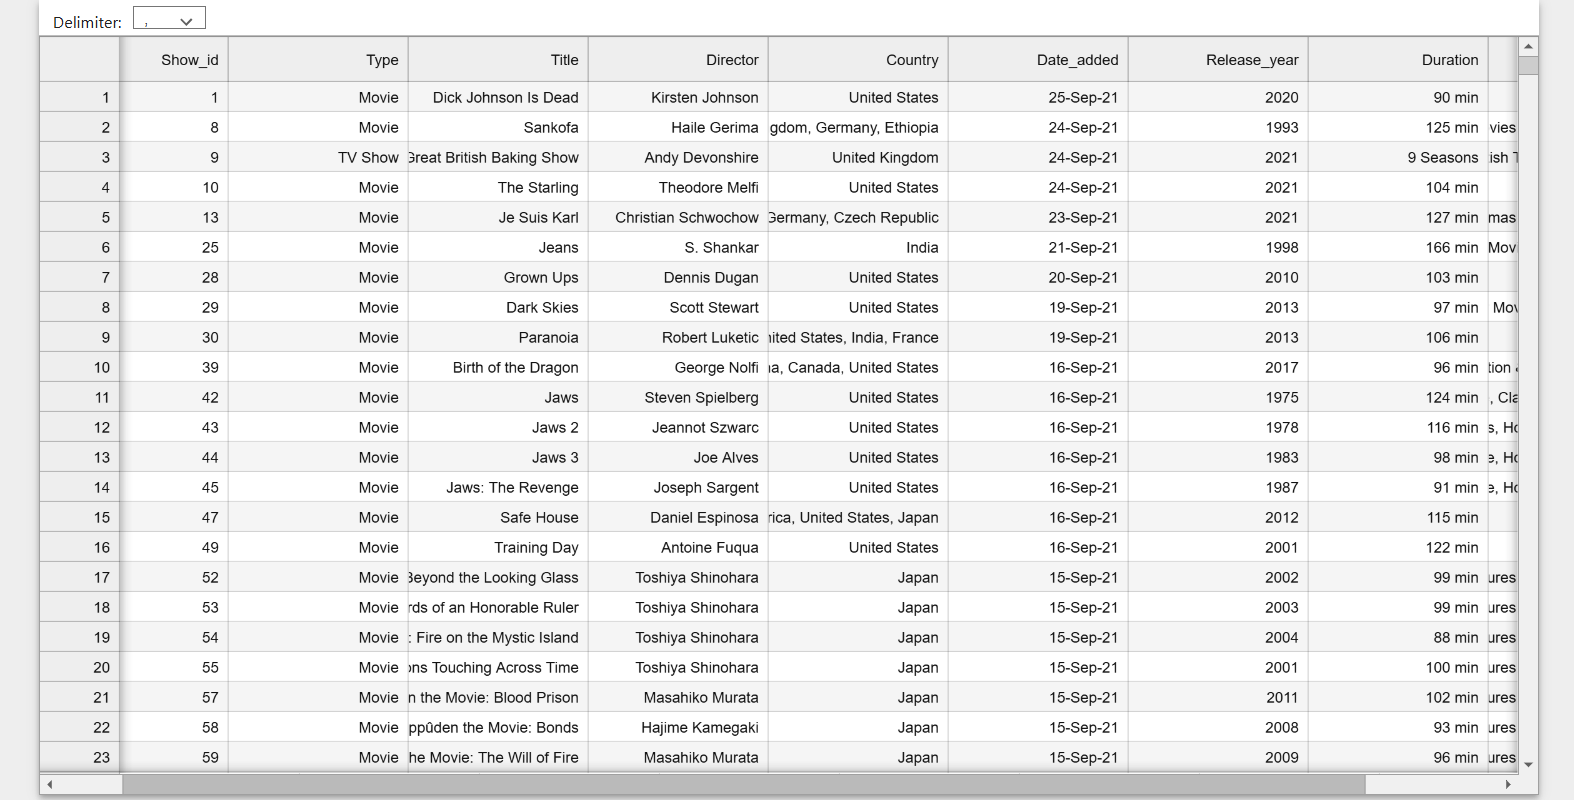 Delimiter: ,
Show_id Type Title Director Country Date_added Release_year Duration
1 1 Movie Dick Johnson Is Dead Kirsten Johnson United States 25-Sep-21 2020 90 min
2 8 Movie Sankofa Haile Gerima gdom, Germany, Ethiopia 24-Sep-21 1993 125 min vies
3 9 TV Show Great British Baking Show Andy Devonshire United Kingdom 24-Sep-21 2021 9 Seasons ish T
4 10 Movie The Starling Theodore Melfi United States 24-Sep-21 2021 104 min
5 13 Movie Je Suis Karl Christian Schwochow Germany, Czech Republic 23-Sep-21 2021 127 min mas
6 25 Movie Jeans S. Shankar India 21-Sep-21 1998 166 min Mov
7 28 Movie Grown Ups Dennis Dugan United States 20-Sep-21 2010 103 min
8 29 Movie Dark Skies Scott Stewart United States 19-Sep-21 2013 97 min Mov
9 30 Movie Paranoia Robert Luketic nited States, India, France 19-Sep-21 2013 106 min
10 39 Movie Birth of the Dragon George Nolfi na, Canada, United States 16-Sep-21 2017 96 min tion &
11 42 Movie Jaws Steven Spielberg United States 16-Sep-21 1975 124 min , Cla
12 43 Movie Jaws 2 Jeannot Szwarc United States 16-Sep-21 1978 116 min s, Ho
13 44 Movie Jaws 3 Joe Alves United States 16-Sep-21 1983 98 min e, Ho
14 45 Movie Jaws: The Revenge Joseph Sargent United States 16-Sep-21 1987 91 min e, Ho
15 47 Movie Safe House Daniel Espinosa rica, United States, Japan 16-Sep-21 2012 115 min
16 49 Movie Training Day Antoine Fuqua United States 16-Sep-21 2001 122 min
17 52 Movie Beyond the Looking Glass Toshiya Shinohara Japan 15-Sep-21 2002 99 min ures
18 53 Movie rds of an Honorable Ruler Toshiya Shinohara Japan 15-Sep-21 2003 99 min ures
19 54 Movie : Fire on the Mystic Island Toshiya Shinohara Japan 15-Sep-21 2004 88 min ures
20 55 Movie ons Touching Across Time Toshiya Shinohara Japan 15-Sep-21 2001 100 min ures
21 57 Movie n the Movie: Blood Prison Masahiko Murata Japan 15-Sep-21 2011 102 min ures
22 58 Movie ppûden the Movie: Bonds Hajime Kamegaki Japan 15-Sep-21 2008 93 min ures
23 59 Movie he Movie: The Will of Fire Masahiko Murata Japan 15-Sep-21 2009 96 min ures